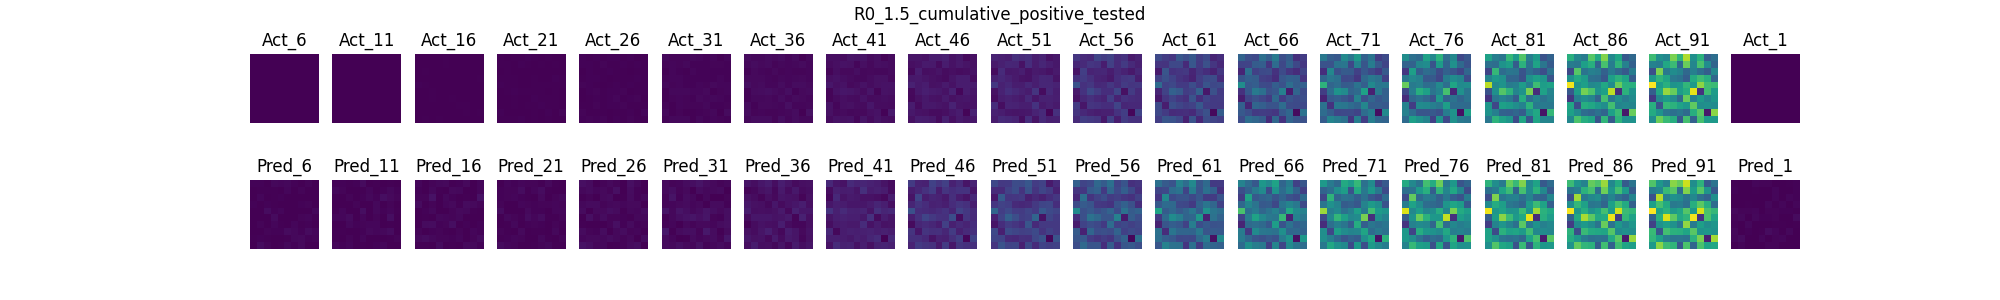 R0_1.5_cumulative_positive_tested
Act_6 Act_11 Act_16 Act_21 Act_26 Act_31 Act_36 Act_41 Act_46 Act_51 Act_56 Act_61 Act_66 Act_71 Act_76 Act_81 Act_86 Act_91 Act_1
Pred_6 Pred_11 Pred_16 Pred_21 Pred_26 Pred_31 Pred_36 Pred_41 Pred_46 Pred_51 Pred_56 Pred_61 Pred_66 Pred_71 Pred_76 Pred_81 Pred_86 Pred_91 Pred_1